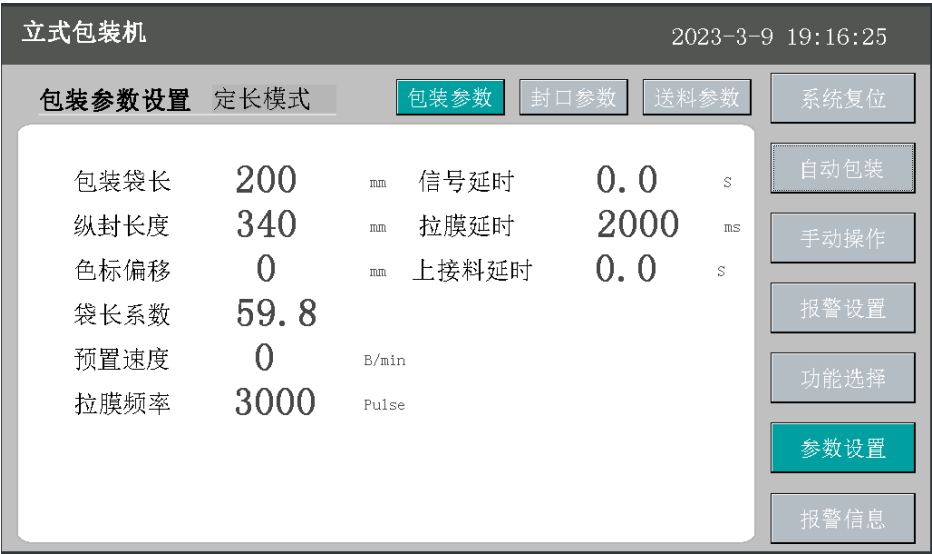 立式包装机 2023-3-9 19:16:25
包装参数设置 定长模式 包装参数 封口参数 送料参数 系统复位
包装袋长 200 mm 信号延时 0.0 S 自动包装
纵封长度 340 mm 拉膜延时 2000 ms 手动操作
色标偏移 0 mm 上接料延时 0.0 S
袋长系数 59.8 报警设置
预置速度 0 B/min 功能选择
拉膜频率 3000 Pulse
参数设置
报警信息